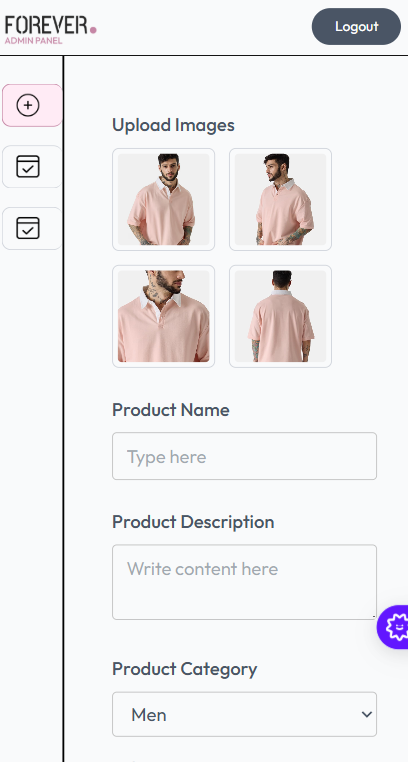 FOREVER.
ADMIN PANEL
Logout
Upload Images
Product Name
Type here
Product Description
Write content here
Product Category
Men